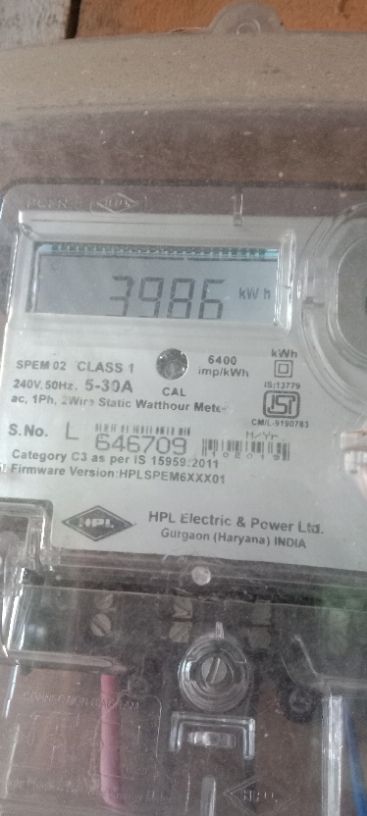 3986 kWh
SPEM 02 CLASS 1
6400
imp/kWh
kWh
240V, 50Hz, 5-30A
CAL
IS:13779
ac, 1Ph, 2Wire Static Watthour Meter
ISI
CM/L-9190783
S.No. L 646709
M/Yr
Category C3 as per IS 15959:2011
Firmware Version:HPLSPEM6XXX01
HPL
HPL Electric & Power Ltd.
Gurgaon (Haryana) INDIA